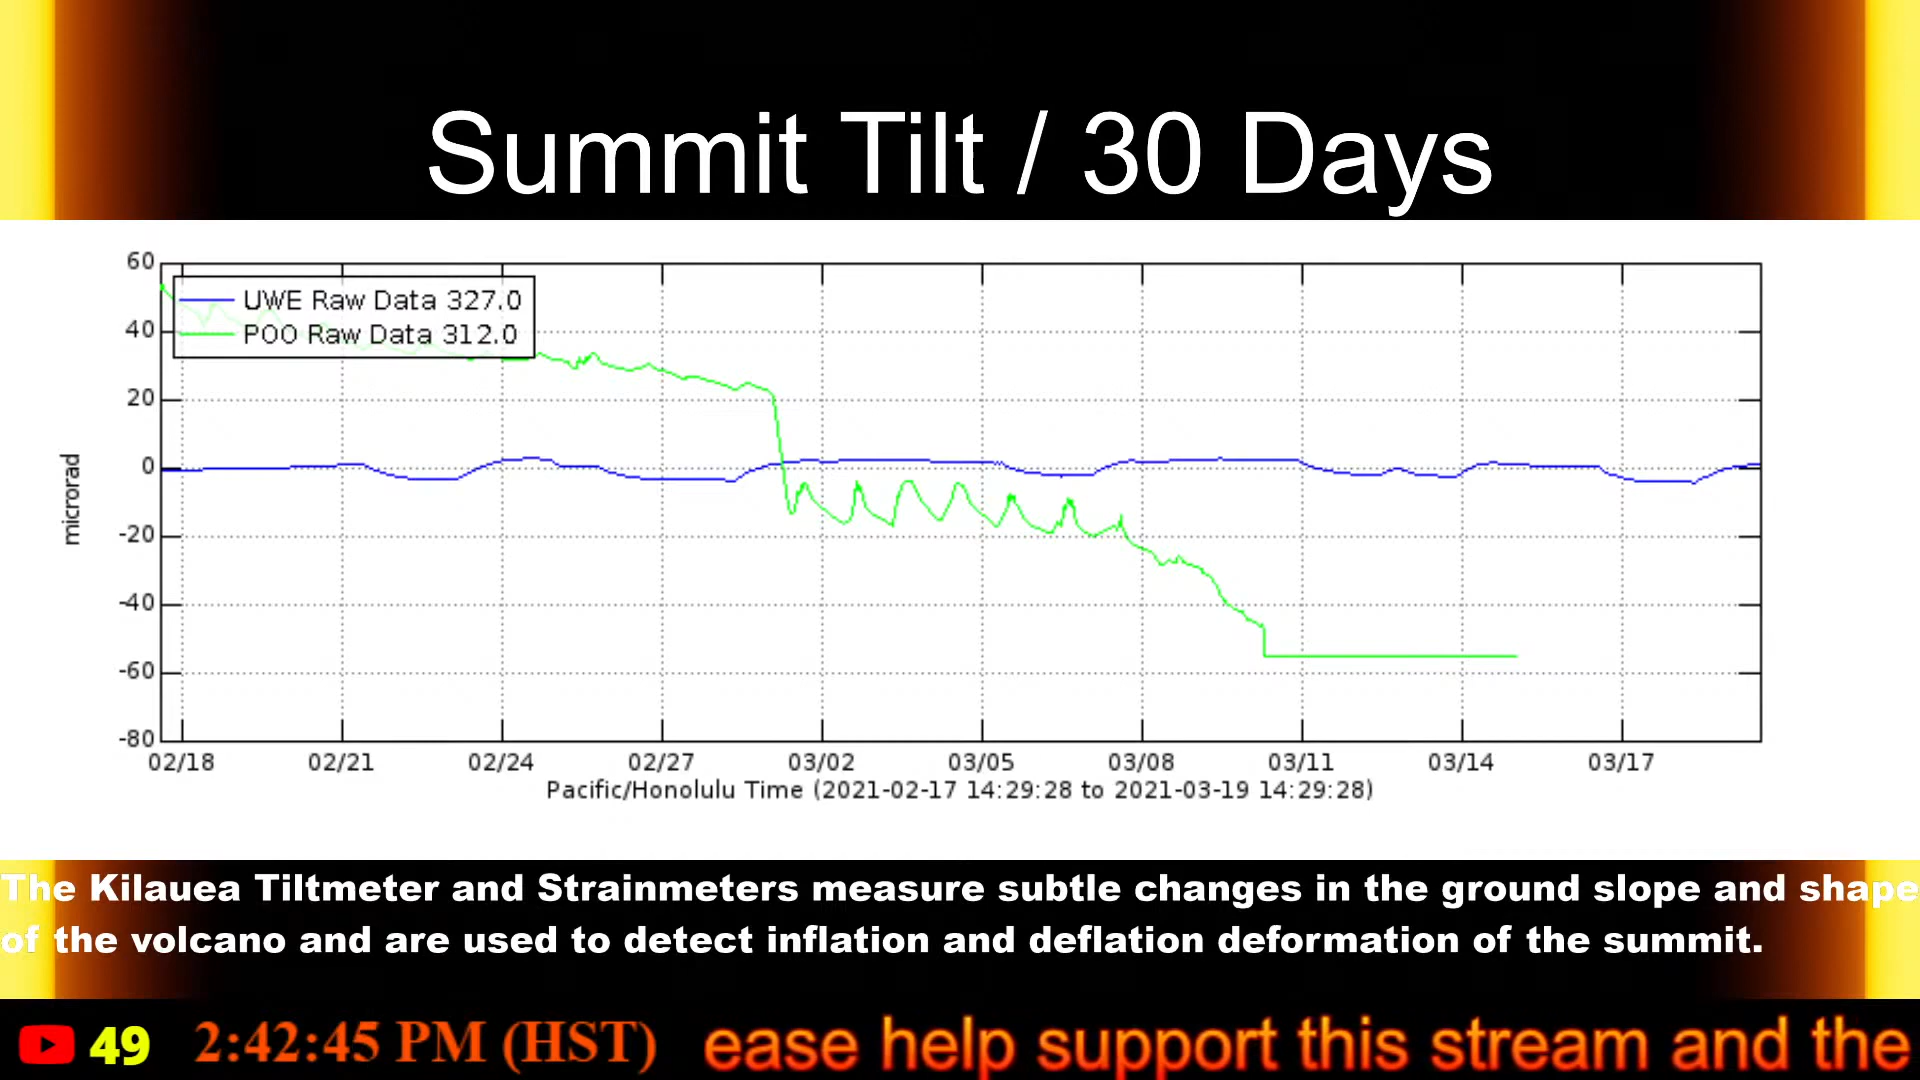 Summit Tilt / 30 Days
60
UWE Raw Data 327.0
40
POO Raw Data 312.0
20
0
microrad
-20
-40
-60
-80
02/18 02/21 02/24 02/27 03/02 03/05 03/08 03/11 03/14 03/17
Pacific/Honolulu Time (2021-02-17 14:29:28 to 2021-03-19 14:29:28)
The Kilauea Tiltmeter and Strainmeters measure subtle changes in the ground slope and shape
of the volcano and are used to detect inflation and deflation deformation of the summit.
49 2:42:45 PM (HST) ease help support this stream and the